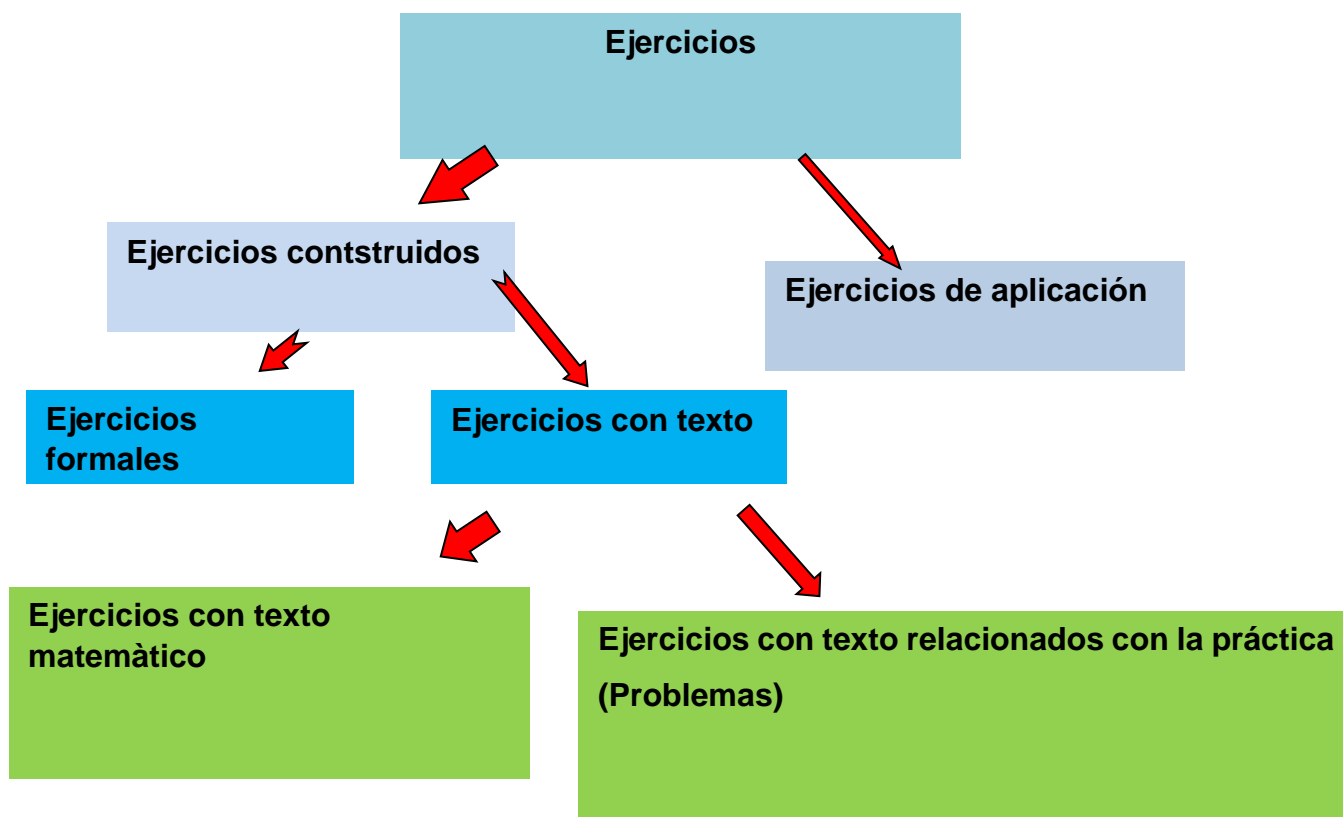 Ejercicios
Ejercicios contstruidos
Ejercicios de aplicación
Ejercicios
formales
Ejercicios con texto
Ejercicios con texto
matemàtico
Ejercicios con texto relacionados con la práctica
(Problemas)